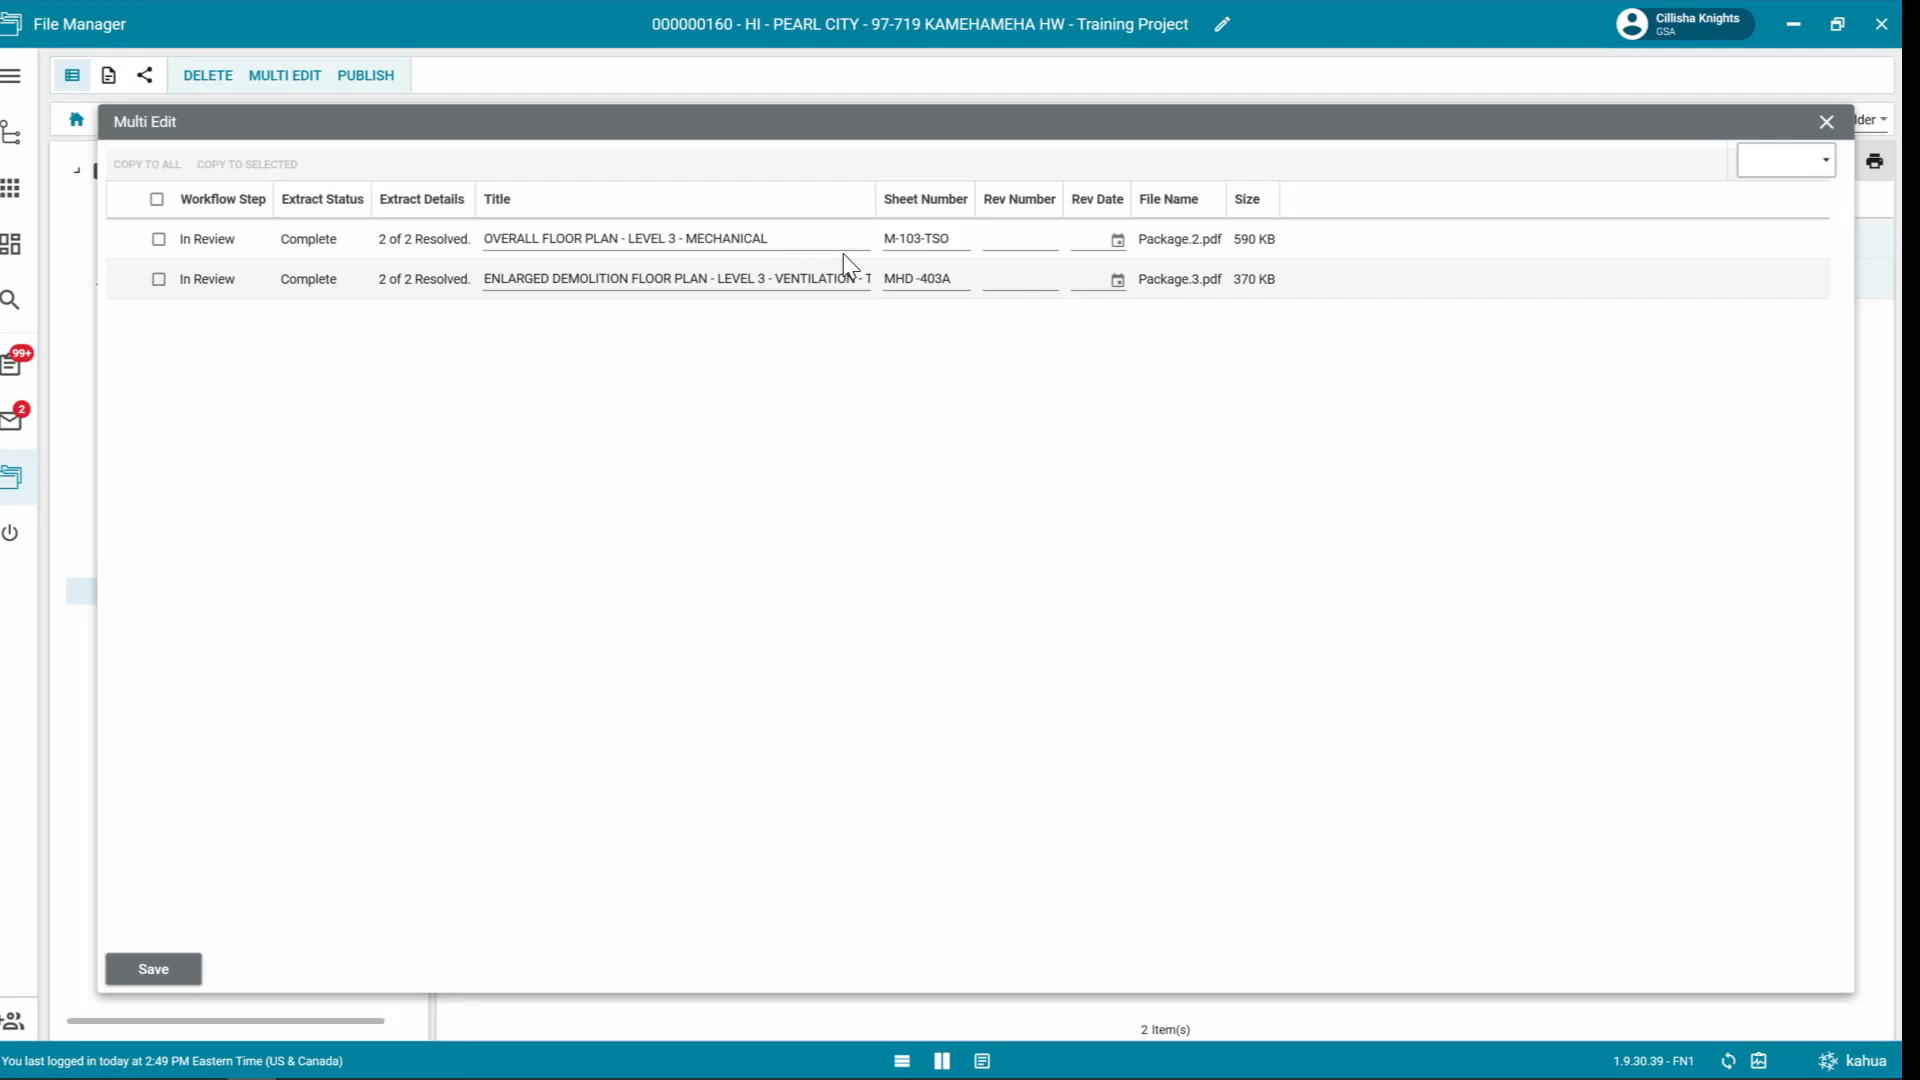 File Manager
000000160 - HI - PEARL CITY - 97-719 KAMEHAMEHA HW - Training Project
Cillisha Knights
GSA
DELETE MULTI EDIT PUBLISH
Multi Edit
lder
COPY TO ALL COPY TO SELECTED
Workflow Step Extract Status Extract Details Title Sheet Number Rev Number Rev Date File Name Size
In Review Complete 2 of 2 Resolved. OVERALL FLOOR PLAN - LEVEL 3 - MECHANICAL M-103-TSO Package.2.pdf 590 KB
In Review Complete 2 of 2 Resolved. ENLARGED DEMOLITION FLOOR PLAN - LEVEL 3 - VENTILATION - T MHD -403A Package.3.pdf 370 KB
99+
2
Save
2 Item(s)
You last logged in today at 2:49 PM Eastern Time (US & Canada)
1.9.30.39 - FN1
kahua